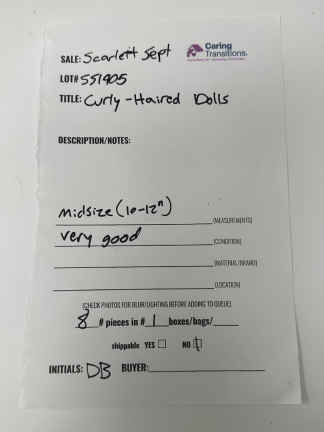 SALE: Scarlett Sept
Caring
Transitions.
LOT# 551905
TITLE: Curly-Haired Dolls
DESCRIPTION/NOTES:
midsize (10-12") (MEASUREMENTS)
very good (CONDITION)
(MATERIAL/BRAND)
(LOCATION)
(CHECK PHOTOS FOR BLUR/LIGHTING BEFORE ADDING TO QUEUE)
8 # pieces in # 1 boxes/bags/
shippable YES ☐ NO ☐
INITIALS: DB BUYER: